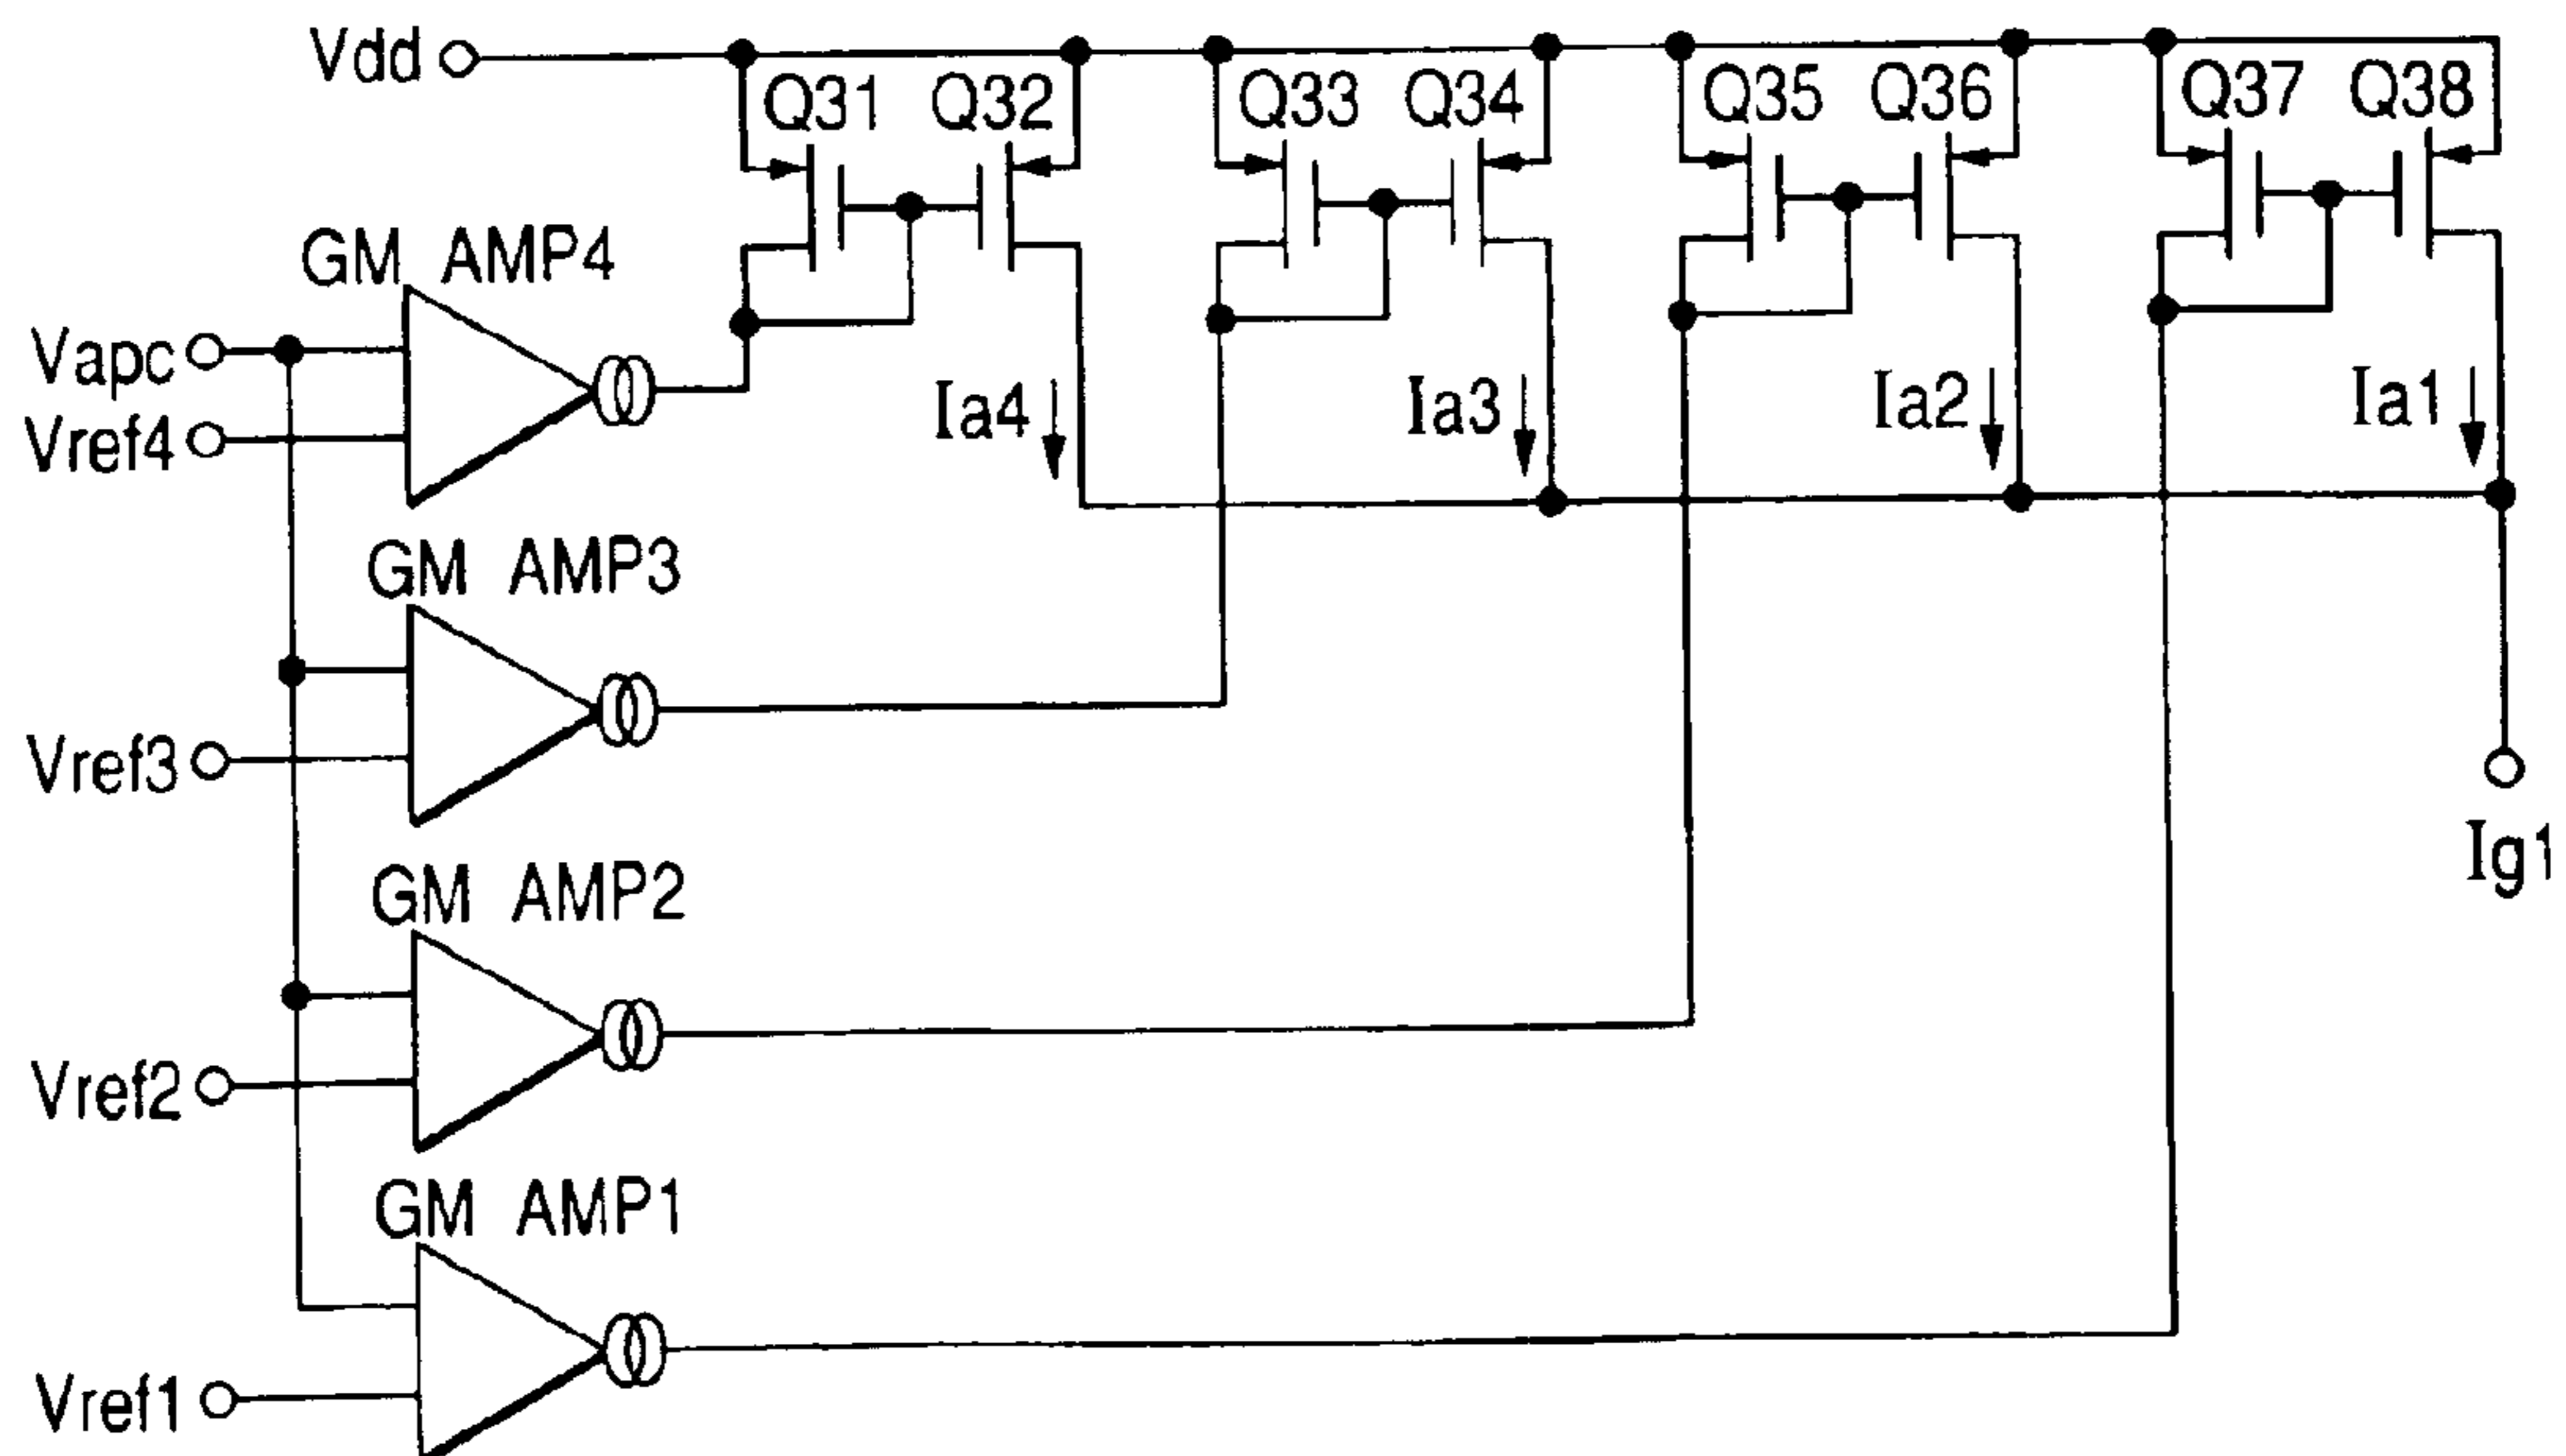 Vdd
Q31 Q32 Q33 Q34 Q35 Q36 Q37 Q38
GM AMP4
Vapc
Vref4
Ia4 Ia3 Ia2 Ia1
GM AMP3
Vref3
Ig1
GM AMP2
Vref2
GM AMP1
Vref1